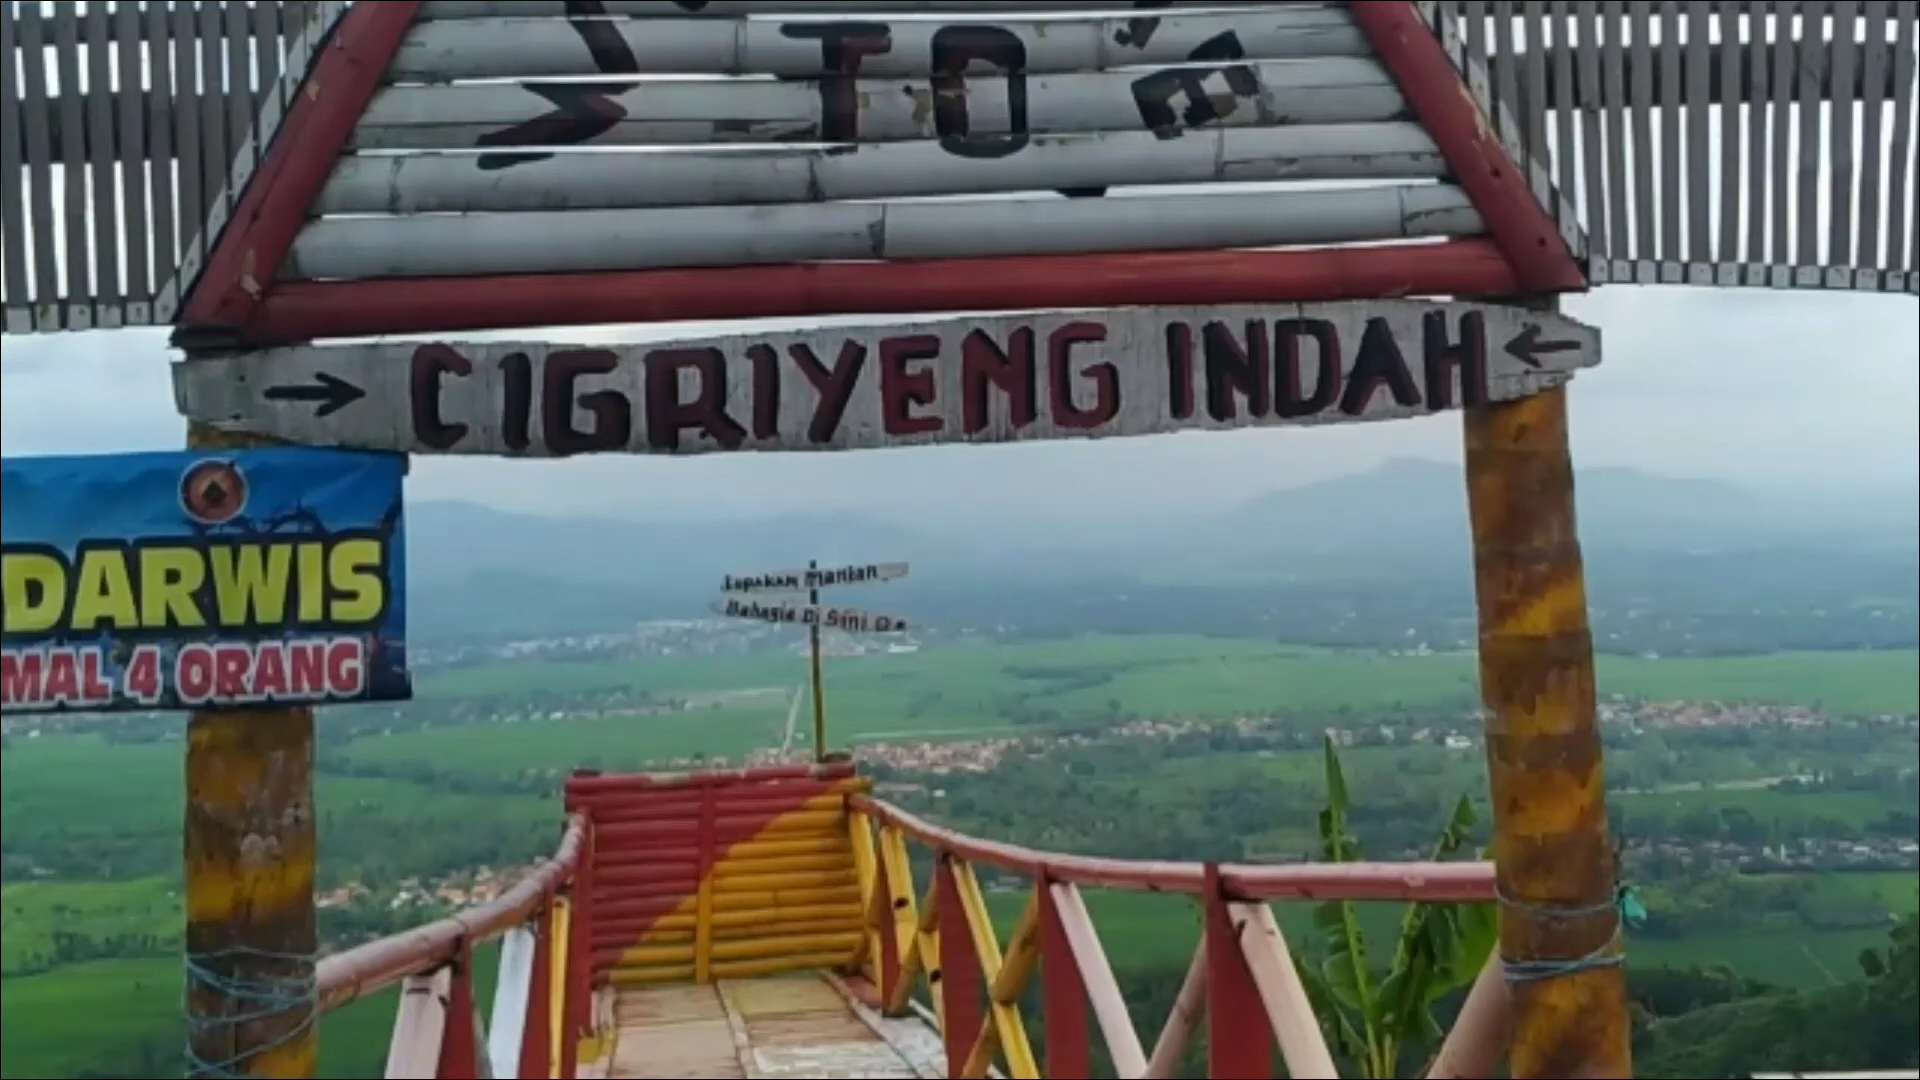 TO
CIGRIYENG INDAH
DARWIS
MAL 4 ORANG
Lupakan Mantan
Bahagia Di Sini